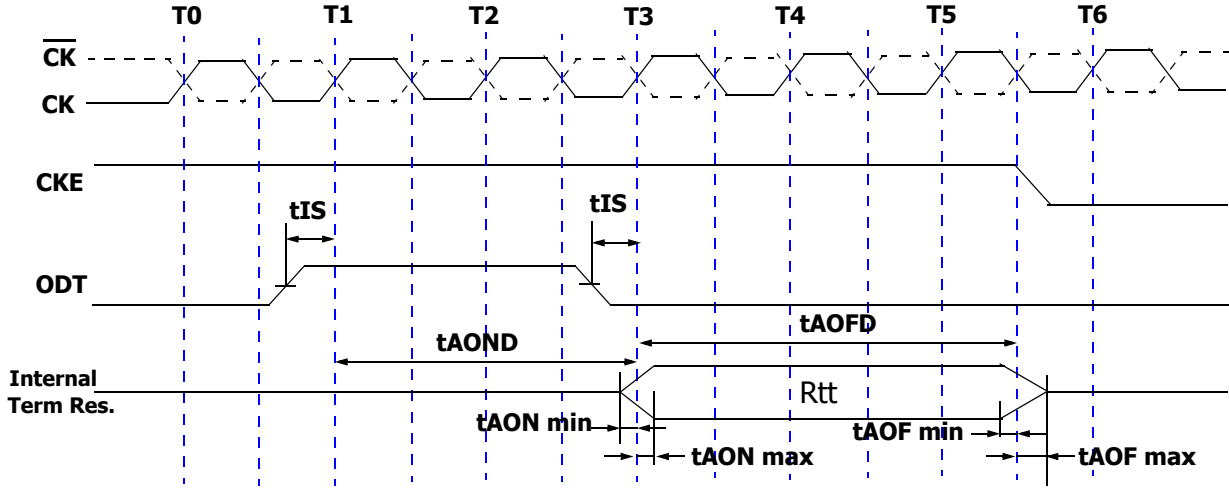 T0 T1 T2 T3 T4 T5 T6
CK
CK
CKE
tIS
tIS
ODT
tAOFD
tAOND
Internal
Term Res.
Rtt
tAON min
tAOF min
tAON max
tAOF max